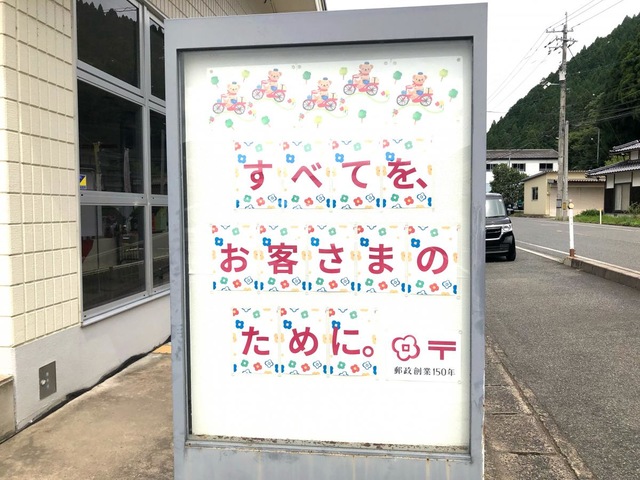 すべてを、
お客さまの
ために。
〒
郵政創業150年